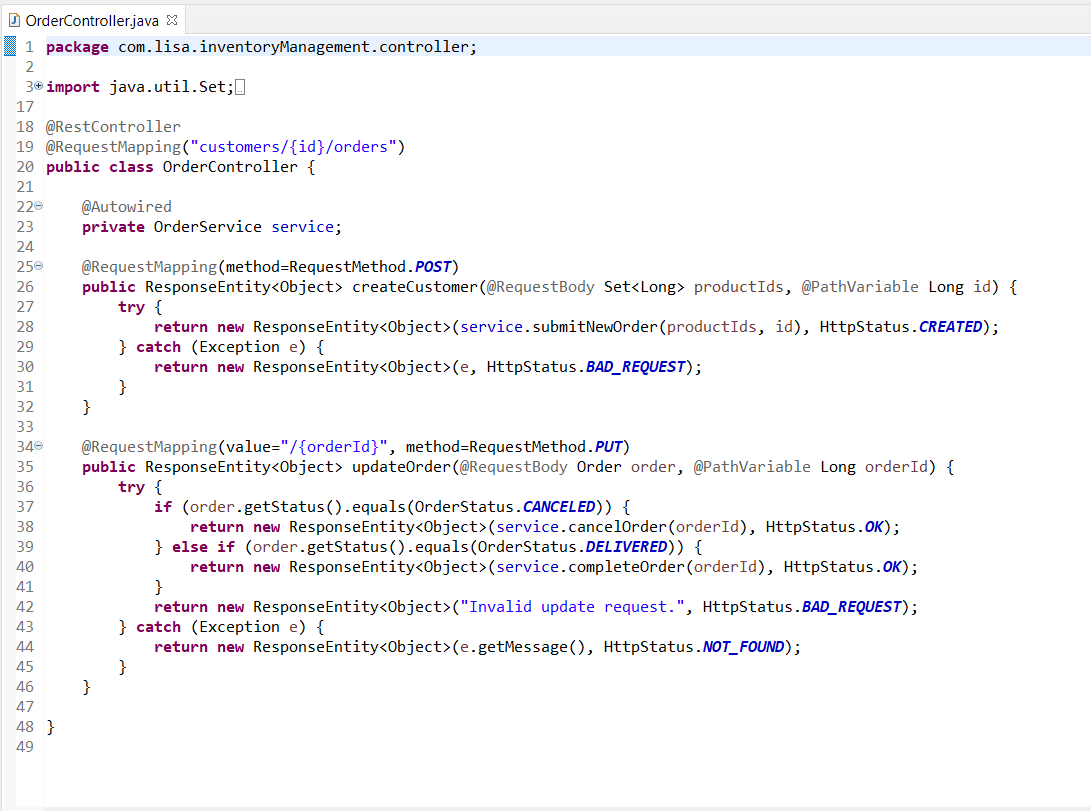 OrderController.java
1 package com.lisa.inventoryManagement.controller;
2
3 import java.util.Set;
17
18 @RestController
19 @RequestMapping("customers/{id}/orders")
20 public class OrderController {
21
22     @Autowired
23     private OrderService service;
24
25     @RequestMapping(method=RequestMethod.POST)
26     public ResponseEntity<Object> createCustomer(@RequestBody Set<Long> productIds, @PathVariable Long id) {
27         try {
28             return new ResponseEntity<Object>(service.submitNewOrder(productIds, id), HttpStatus.CREATED);
29         } catch (Exception e) {
30             return new ResponseEntity<Object>(e, HttpStatus.BAD_REQUEST);
31         }
32     }
33
34     @RequestMapping(value="/{orderId}", method=RequestMethod.PUT)
35     public ResponseEntity<Object> updateOrder(@RequestBody Order order, @PathVariable Long orderId) {
36         try {
37             if (order.getStatus().equals(OrderStatus.CANCELED)) {
38                 return new ResponseEntity<Object>(service.cancelOrder(orderId), HttpStatus.OK);
39             } else if (order.getStatus().equals(OrderStatus.DELIVERED)) {
40                 return new ResponseEntity<Object>(service.completeOrder(orderId), HttpStatus.OK);
41             }
42             return new ResponseEntity<Object>("Invalid update request.", HttpStatus.BAD_REQUEST);
43         } catch (Exception e) {
44             return new ResponseEntity<Object>(e.getMessage(), HttpStatus.NOT_FOUND);
45         }
46     }
47
48 }
49